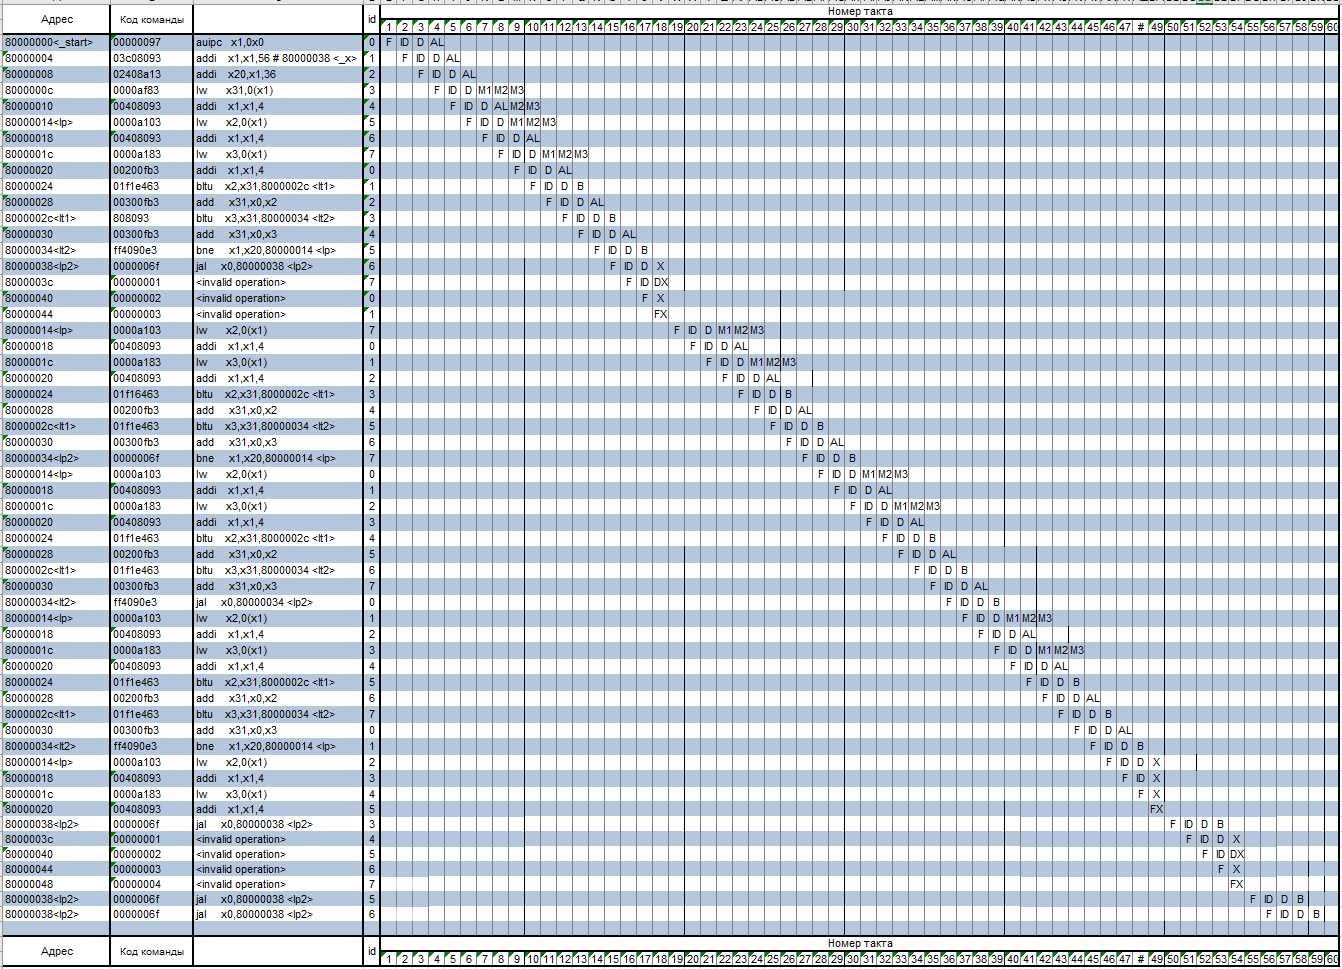 Номер такта
Адрес Код команды id 1 2 3 4 5 6 7 8 9 10 11 12 13 14 15 16 17 18 19 20 21 22 23 24 25 26 27 28 29 30 31 32 33 34 35 36 37 38 39 40 41 42 43 44 45 46 47 # 49 50 51 52 53 54 55 56 57 58 59 60
80000000<_start> 00000097 auipc x1,0x0 0 F ID D AL
80000004 03c08093 addi x1,x1,56 # 80000038 <_x> 1 F ID D AL
80000008 02408a13 addi x20,x1,36 2 F ID D AL
8000000c 0000af83 lw x31,0(x1) 3 F ID D M1 M2 M3
80000010 00408093 addi x1,x1,4 4 F ID D AL M2 M3
80000014<lp> 0000a103 lw x2,0(x1) 5 F ID D M1 M2 M3
80000018 00408093 addi x1,x1,4 6 F ID D AL
8000001c 0000a183 lw x3,0(x1) 7 F ID D M1 M2 M3
80000020 00200fb3 addi x1,x1,4 0 F ID D AL
80000024 01f1e463 bltu x2,x31,8000002c <lt1> 1 F ID D B
80000028 00300fb3 add x31,x0,x2 2 F ID D AL
8000002c<lt1> 808093 bltu x3,x31,80000034 <lt2> 3 F ID D B
80000030 00300fb3 add x31,x0,x3 4 F ID D AL
80000034<lt2> ff4090e3 bne x1,x20,80000014 <lp> 5 F ID D B
80000038<lp2> 0000006f jal x0,80000038 <lp2> 6 F ID D X
8000003c 00000001 <invalid operation> 7 F ID DX
80000040 00000002 <invalid operation> 0 F X
80000044 00000003 <invalid operation> 1 FX
80000014<lp> 0000a103 lw x2,0(x1) 7 F ID D M1 M2 M3
80000018 00408093 addi x1,x1,4 0 F ID D AL
8000001c 0000a183 lw x3,0(x1) 1 F ID D M1 M2 M3
80000020 00408093 addi x1,x1,4 2 F ID D AL
80000024 01f16463 bltu x2,x31,8000002c <lt1> 3 F ID D B
80000028 00200fb3 add x31,x0,x2 4 F ID D AL
8000002c<lt1> 01f1e463 bltu x3,x31,80000034 <lt2> 5 F ID D B
80000030 00300fb3 add x31,x0,x3 6 F ID D AL
80000034<lp2> 0000006f bne x1,x20,80000014 <lp> 7 F ID D B
80000014<lp> 0000a103 lw x2,0(x1) 0 F ID D M1 M2 M3
80000018 00408093 addi x1,x1,4 1 F ID D AL
8000001c 0000a183 lw x3,0(x1) 2 F ID D M1 M2 M3
80000020 00408093 addi x1,x1,4 3 F ID D AL
80000024 01f1e463 bltu x2,x31,8000002c <lt1> 4 F ID D B
80000028 00200fb3 add x31,x0,x2 5 F ID D AL
8000002c<lt1> 01f1e463 bltu x3,x31,80000034 <lt2> 6 F ID D B
80000030 00300fb3 add x31,x0,x3 7 F ID D AL
80000034<lt2> ff4090e3 jal x0,80000034 <lp2> 0 F ID D B
80000014<lp> 0000a103 lw x2,0(x1) 1 F ID D M1 M2 M3
80000018 00408093 addi x1,x1,4 2 F ID D AL
8000001c 0000a183 lw x3,0(x1) 3 F ID D M1 M2 M3
80000020 00408093 addi x1,x1,4 4 F ID D AL
80000024 01f1e463 bltu x2,x31,8000002c <lt1> 5 F ID D B
80000028 00200fb3 add x31,x0,x2 6 F ID D AL
8000002c<lt1> 01f1e463 bltu x3,x31,80000034 <lt2> 7 F ID D B
80000030 00300fb3 add x31,x0,x3 0 F ID D AL
80000034<lt2> ff4090e3 bne x1,x20,80000014 <lp> 1 F ID D B
80000014<lp> 0000a103 lw x2,0(x1) 2 F ID D X
80000018 00408093 addi x1,x1,4 3 F ID X
8000001c 0000a183 lw x3,0(x1) 4 F X
80000020 00408093 addi x1,x1,4 5 FX
80000038<lp2> 0000006f jal x0,80000038 <lp2> 3 F ID D B
8000003c 00000001 <invalid operation> 4 F ID D X
80000040 00000002 <invalid operation> 5 F ID DX
80000044 00000003 <invalid operation> 6 F X
80000048 00000004 <invalid operation> 7 FX
80000038<lp2> 0000006f jal x0,80000038 <lp2> 5 F ID D B
80000038<lp2> 0000006f jal x0,80000038 <lp2> 6 F ID D B
Номер такта
Адрес Код команды id 1 2 3 4 5 6 7 8 9 10 11 12 13 14 15 16 17 18 19 20 21 22 23 24 25 26 27 28 29 30 31 32 33 34 35 36 37 38 39 40 41 42 43 44 45 46 47 # 49 50 51 52 53 54 55 56 57 58 59 60